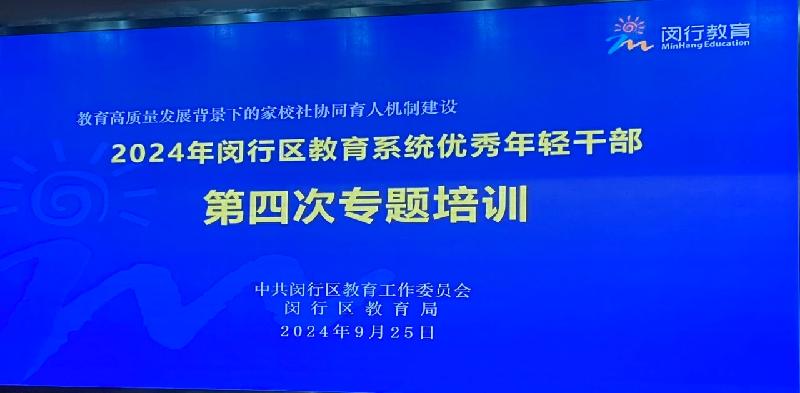 闵行教育
MinHang Education
教育高质量发展背景下的家校社协同育人机制建设
2024年闵行区教育系统优秀年轻干部
第四次专题培训
中共闵行区教育工作委员会
闵行区教育局
2024年9月25日